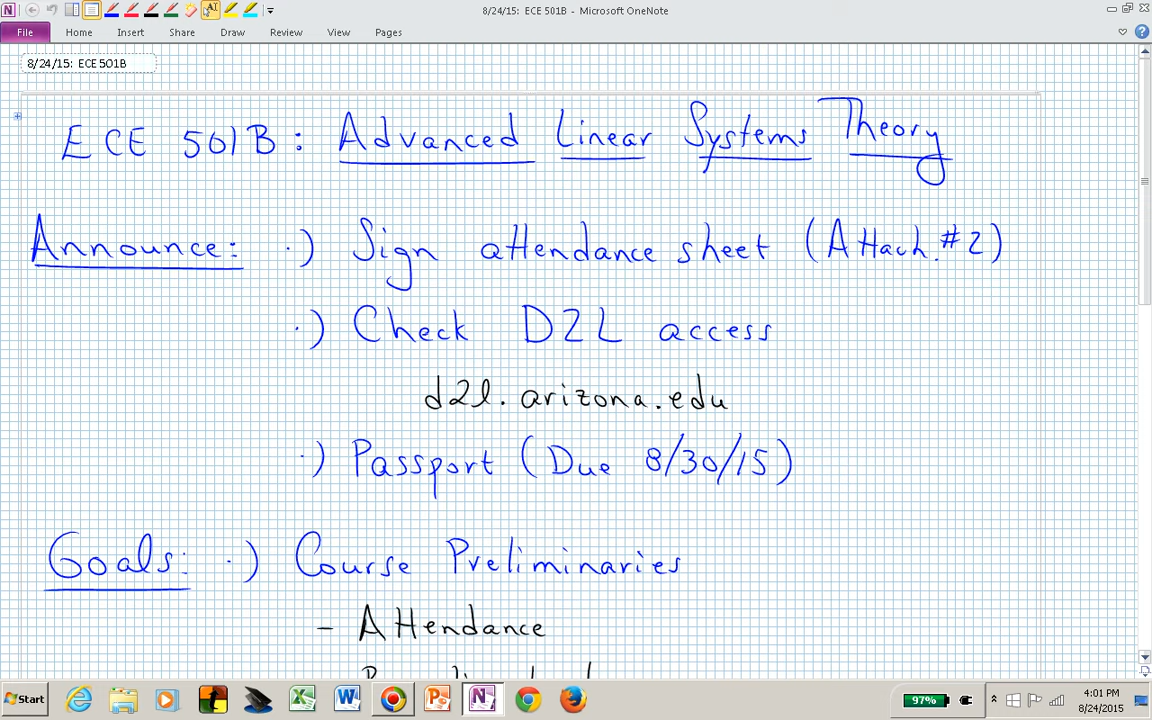 8/24/15: ECE 501B - Microsoft OneNote
File Home Insert Share Draw Review View Pages
8/24/15: ECE 501B
ECE 501B: Advanced Linear Systems Theory
Announce: ·) Sign attendance sheet (Attach. #2)
·) Check D2L access
d2l.arizona.edu
·) Passport (Due 8/30/15)
Goals: ·) Course Preliminaries
- Attendance
Start
97%
4:01 PM
8/24/2015